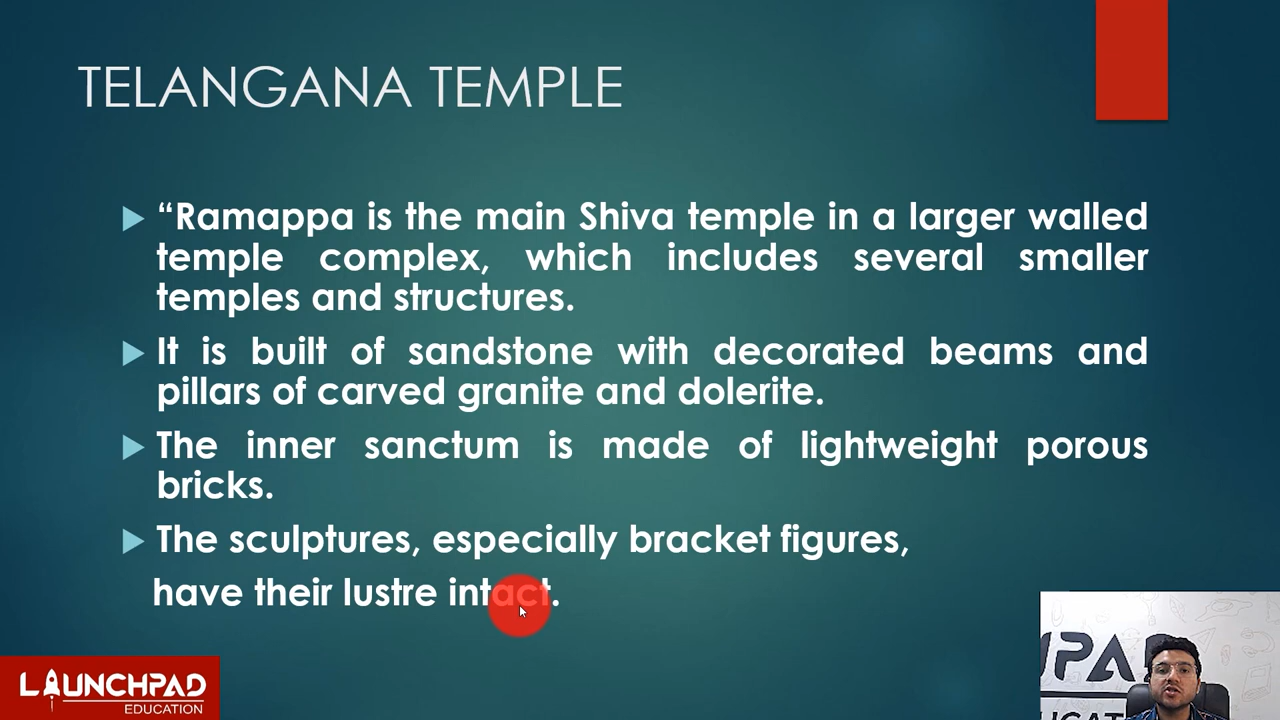 TELANGANA TEMPLE
“Ramappa is the main Shiva temple in a larger walled
temple complex, which includes several smaller
temples and structures.
It is built of sandstone with decorated beams and
pillars of carved granite and dolerite.
The inner sanctum is made of lightweight porous
bricks.
The sculptures, especially bracket figures,
have their lustre intact.
LAUNCHPAD
EDUCATION